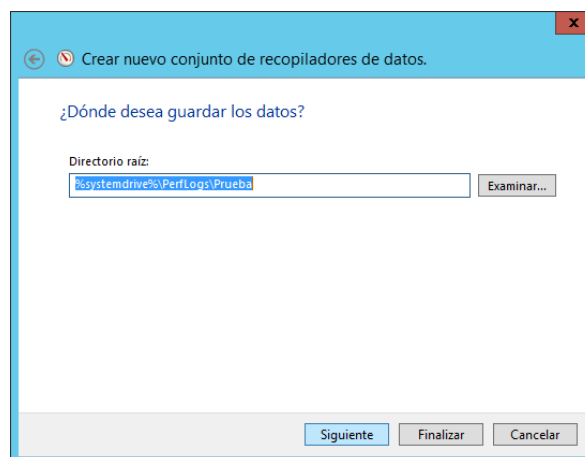 x
Crear nuevo conjunto de recopiladores de datos.
¿Dónde desea guardar los datos?
Directorio raíz:
%systemdrive%\PerfLogs\Prueba
Examinar...
Siguiente
Finalizar
Cancelar